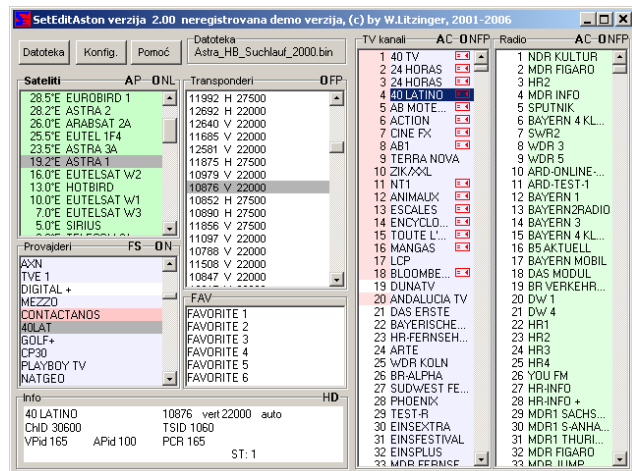 SetEditAston verzija 2.00 neregistrovana demo verzija, (c) by W.Litzinger, 2001-2006
Datoteka
Konfig.
Pomoć
Datoteka
Astra_HB_Suchlauf_2000.bin
Sateliti AP ONL
28.5°E EUROBIRD 1
28.2°E ASTRA 2
26.0°E ARABSAT 2A
25.5°E EUTEL 1F4
23.5°E ASTRA 3A
19.2°E ASTRA 1
16.0°E EUTELSAT W2
13.0°E HOTBIRD
10.0°E EUTELSAT W1
7.0°E EUTELSAT W3
5.0°E SIRIUS
Transponderi OFP
11992 H 27500
12692 H 22000
12640 V 22000
11685 V 22000
12581 V 22000
11875 H 27500
10979 V 22000
10876 V 22000
10852 H 27500
10890 H 27500
11856 V 27500
11097 V 22000
10788 V 22000
11508 V 22000
10847 V 22000
Provajderi FS ON
AXN
TVE 1
DIGITAL +
MEZZO
CONTACTANOS
40LAT
GOLF+
CP30
PLAYBOY TV
NATGEO
FAV
FAVORITE 1
FAVORITE 2
FAVORITE 3
FAVORITE 4
FAVORITE 5
FAVORITE 6
Info HD
40 LATINO 10876 vert 22000 auto
ChID 30600 TSID 1060
VPid 165 APid 100 PCR 165
ST: 1
TV kanali AC ONFP
1 40 TV
2 24 HORAS
3 24 HORAS
4 40 LATINO
5 AB MOTE...
6 ACTION
7 CINE FX
8 AB1
9 TERRA NOVA
10 ZIK/XXL
11 NT1
12 ANIMAUX
13 ESCALES
14 ENCYCLO...
15 TOUTE L'...
16 MANGAS
17 LCP
18 BLOOMBE...
19 DUNATV
20 ANDALUCIA TV
21 DAS ERSTE
22 BAYERISCHE...
23 HR-FERNSEH...
24 ARTE
25 WDR KÖLN
26 BR-ALPHA
27 SÜDWEST FE...
28 PHOENIX
29 TEST-R
30 EINSEXTRA
31 EINSFESTIVAL
32 EINSPLUS
33 MDR FERNSE...
Radio AC ONFP
1 NDR KULTUR
2 MDR FIGARO
3 HR2
4 MDR INFO
5 SPUTNIK
6 BAYERN 4 KL...
7 SWR2
8 WDR 3
9 WDR 5
10 ARD-ONLINE-...
11 ARD-TEST-1
12 BAYERN 1
13 BAYERN2RADIO
14 BAYERN 3
15 BAYERN 4 KL...
16 B5 AKTUELL
17 BAYERN MOBIL
18 DAS MODUL
19 BR VERKEHR...
20 DW 1
21 DW 4
22 HR1
23 HR2
24 HR3
25 HR4
26 YOU FM
27 HR-INFO
28 HR-INFO +
29 MDR1 SACHS...
30 MDR1 S-ANHA...
31 MDR1 THURI...
32 MDR FIGARO
33 MDR JUMP